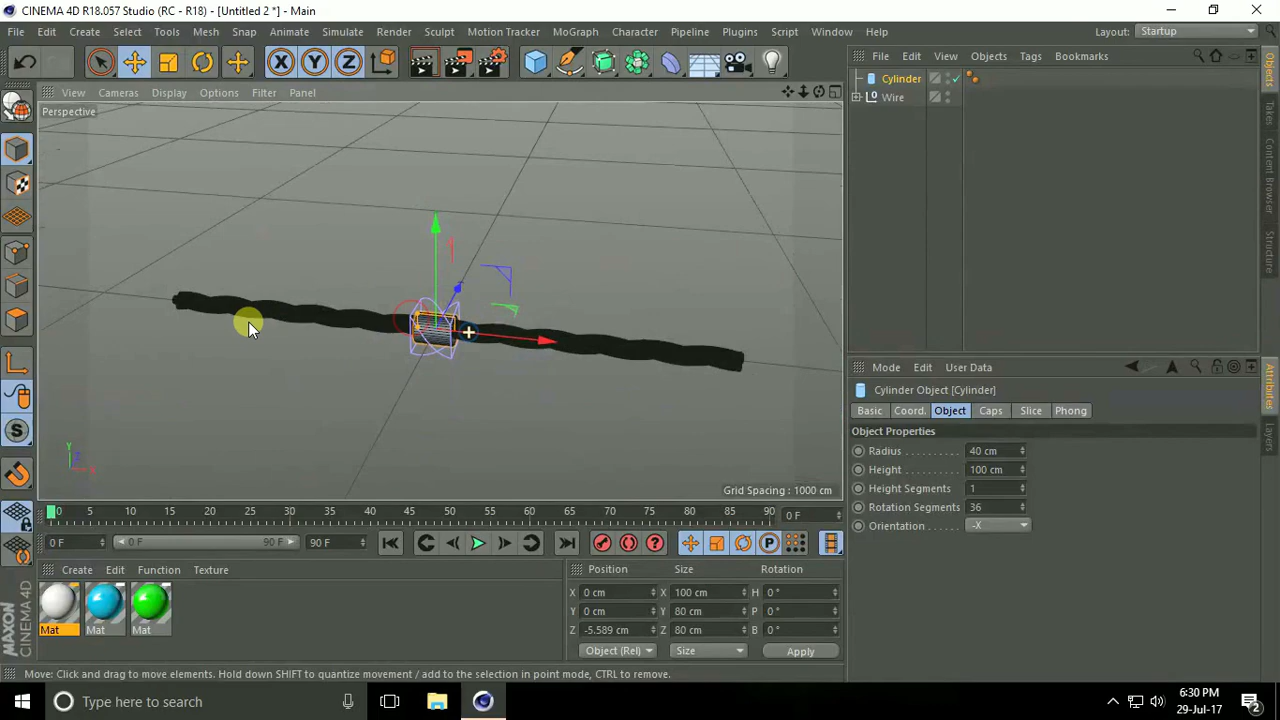 CINEMA 4D R18.057 Studio (RC - R18) - [Untitled 2 *] - Main
File Edit Create Select Tools Mesh Snap Animate Simulate Render Sculpt Motion Tracker MoGraph Character Pipeline Plugins Script Window Help Layout: Startup
X Y Z
View Cameras Display Options Filter Panel
Perspective
Grid Spacing : 1000 cm
Y
Z
X
File Edit View Objects Tags Bookmarks
Cylinder
Wire
Objects
Takes
Content Browser
Structure
Mode Edit User Data
Cylinder Object [Cylinder]
Basic Coord. Object Caps Slice Phong
Object Properties
Radius . . . . . . . . . . 40 cm
Height . . . . . . . . . . 100 cm
Height Segments 1
Rotation Segments 36
Orientation . . . . . . -X
Attributes
Layers
S
0 5 10 15 20 25 30 35 40 45 50 55 60 65 70 75 80 85 90 0 F
0 F 0 F 90 F 90 F
P
Create Edit Function Texture
Mat Mat Mat
Position Size Rotation
X 0 cm X 100 cm H 0 °
Y 0 cm Y 80 cm P 0 °
Z -5.589 cm Z 80 cm B 0 °
Object (Rel) Size Apply
MAXON CINEMA 4D
Move: Click and drag to move elements. Hold down SHIFT to quantize movement / add to the selection in point mode, CTRL to remove.
Type here to search
6:30 PM
29-Jul-17
2